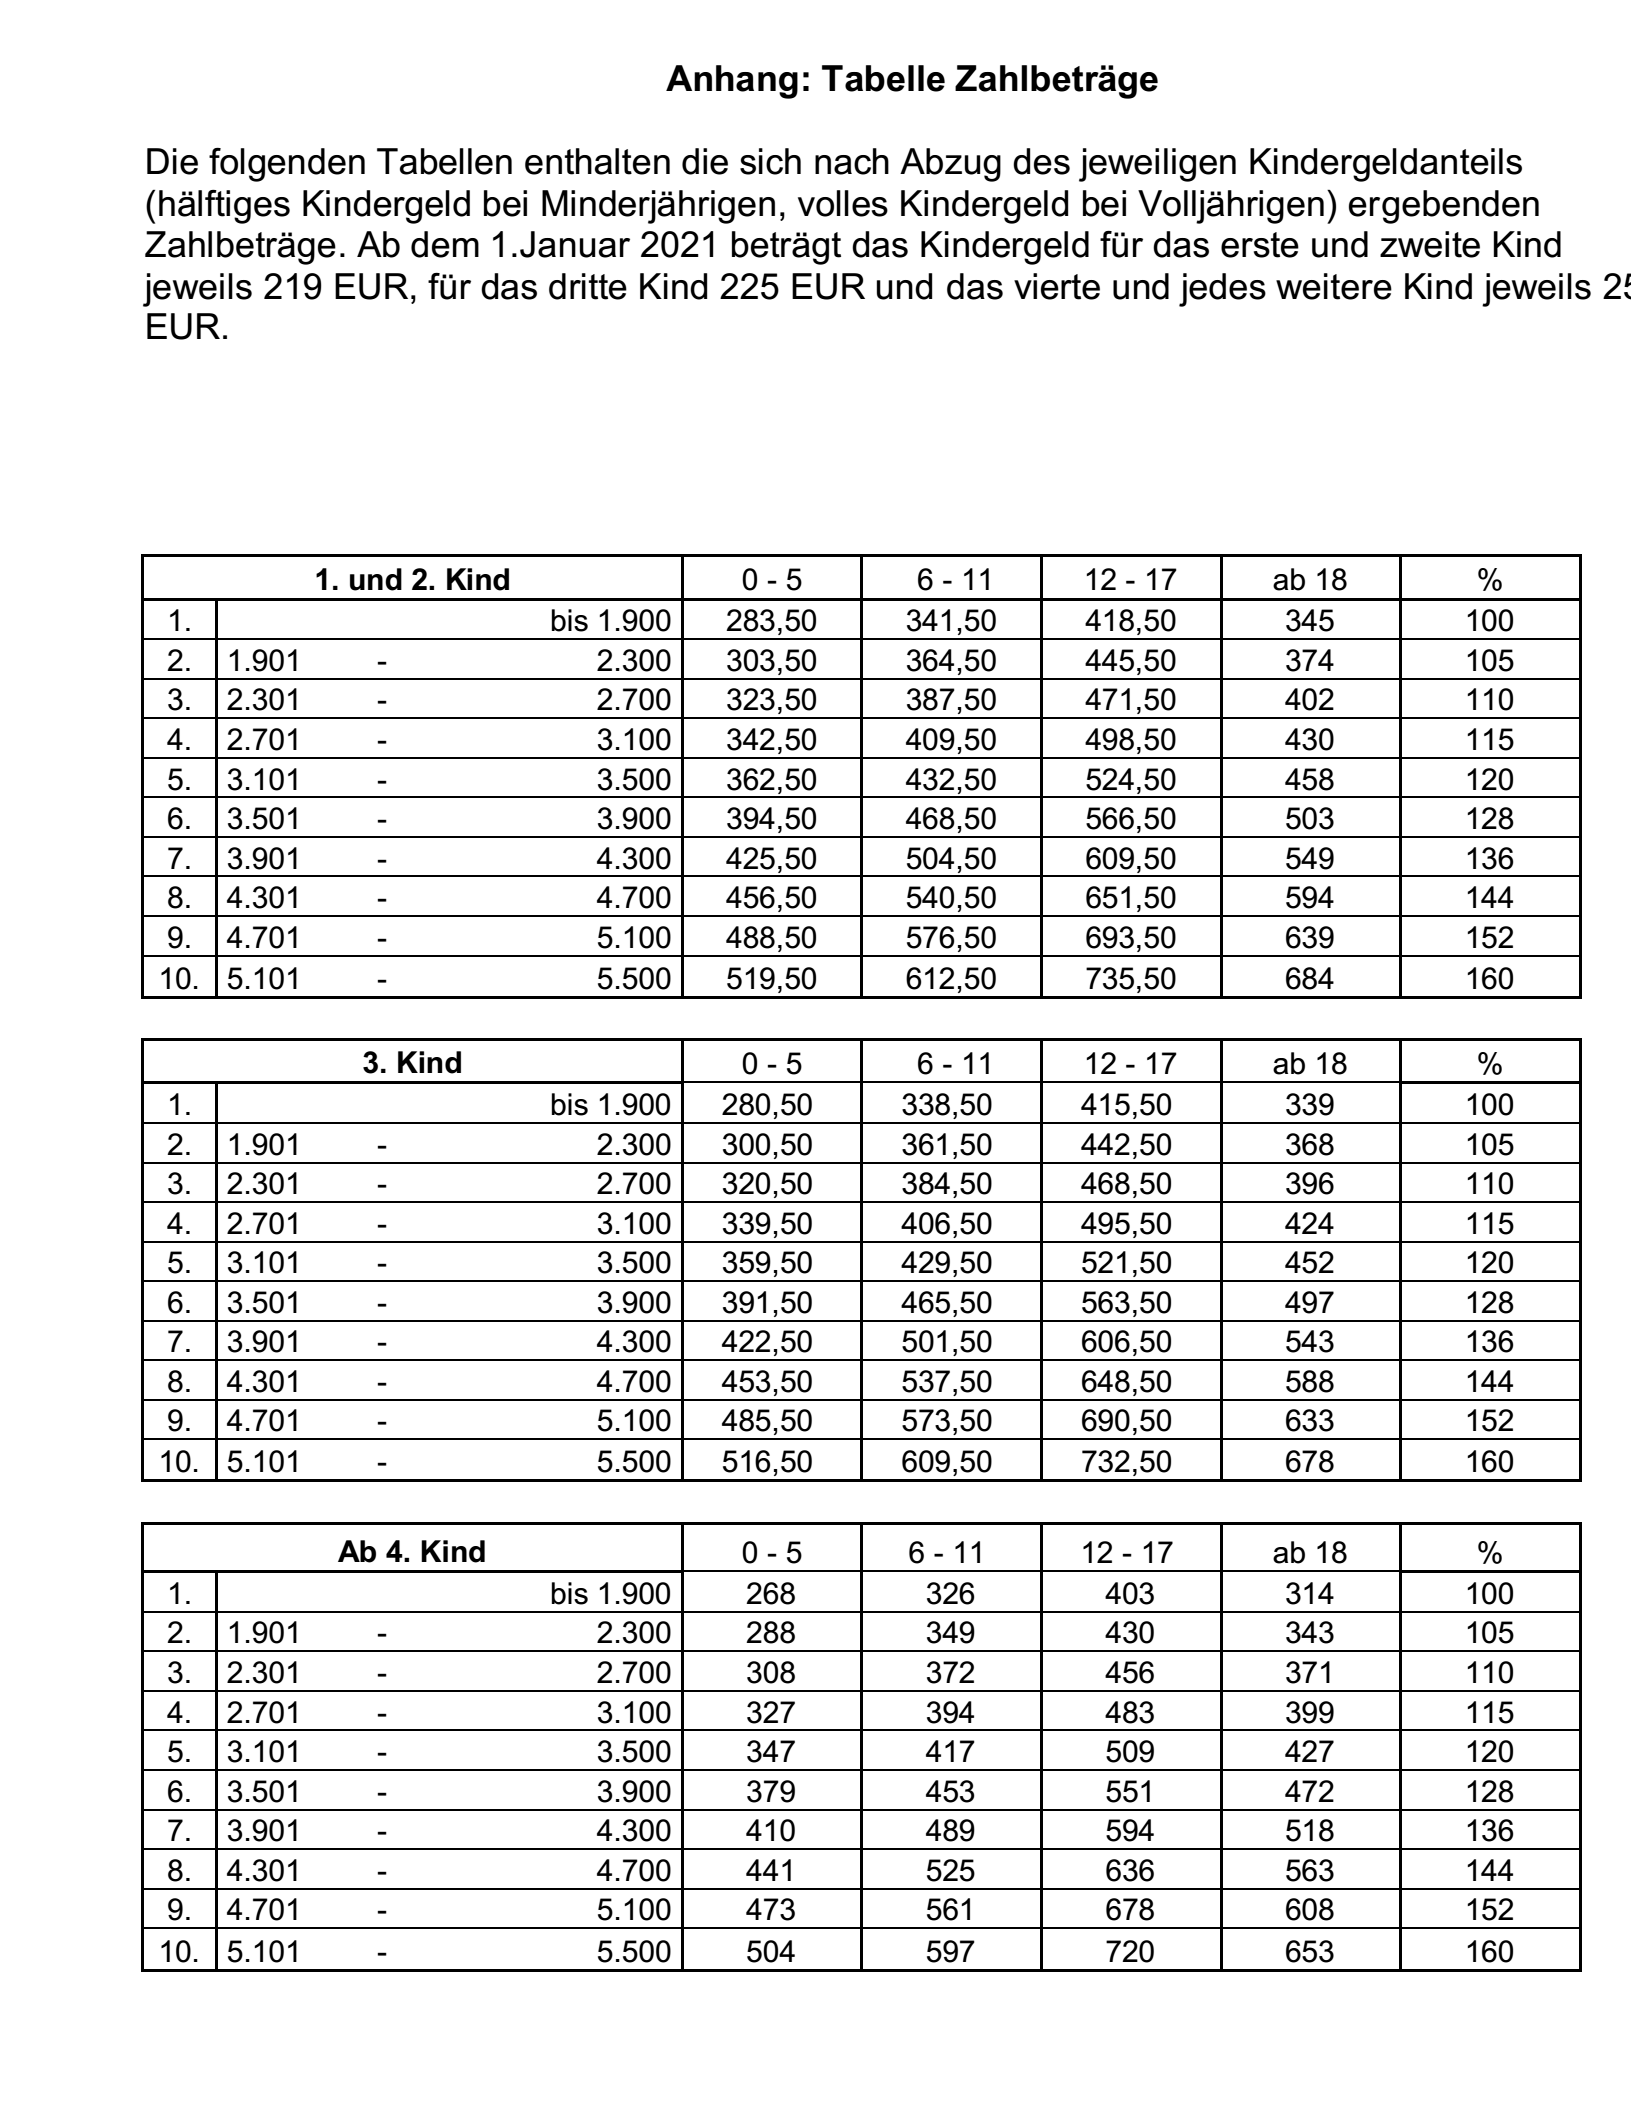 Anhang: Tabelle Zahlbeträge
Die folgenden Tabellen enthalten die sich nach Abzug des jeweiligen Kindergeldanteils
(hälftiges Kindergeld bei Minderjährigen, volles Kindergeld bei Volljährigen) ergebenden
Zahlbeträge. Ab dem 1.Januar 2021 beträgt das Kindergeld für das erste und zweite Kind
jeweils 219 EUR, für das dritte Kind 225 EUR und das vierte und jedes weitere Kind jeweils
EUR.
1. und 2. Kind 0 - 5 6 - 11 12 - 17 ab 18 %
1. bis 1.900 283,50 341,50 418,50 345 100
2. 1.901 - 2.300 303,50 364,50 445,50 374 105
3. 2.301 - 2.700 323,50 387,50 471,50 402 110
4. 2.701 - 3.100 342,50 409,50 498,50 430 115
5. 3.101 - 3.500 362,50 432,50 524,50 458 120
6. 3.501 - 3.900 394,50 468,50 566,50 503 128
7. 3.901 - 4.300 425,50 504,50 609,50 549 136
8. 4.301 - 4.700 456,50 540,50 651,50 594 144
9. 4.701 - 5.100 488,50 576,50 693,50 639 152
10. 5.101 - 5.500 519,50 612,50 735,50 684 160
3. Kind 0 - 5 6 - 11 12 - 17 ab 18 %
1. bis 1.900 280,50 338,50 415,50 339 100
2. 1.901 - 2.300 300,50 361,50 442,50 368 105
3. 2.301 - 2.700 320,50 384,50 468,50 396 110
4. 2.701 - 3.100 339,50 406,50 495,50 424 115
5. 3.101 - 3.500 359,50 429,50 521,50 452 120
6. 3.501 - 3.900 391,50 465,50 563,50 497 128
7. 3.901 - 4.300 422,50 501,50 606,50 543 136
8. 4.301 - 4.700 453,50 537,50 648,50 588 144
9. 4.701 - 5.100 485,50 573,50 690,50 633 152
10. 5.101 - 5.500 516,50 609,50 732,50 678 160
Ab 4. Kind 0 - 5 6 - 11 12 - 17 ab 18 %
1. bis 1.900 268 326 403 314 100
2. 1.901 - 2.300 288 349 430 343 105
3. 2.301 - 2.700 308 372 456 371 110
4. 2.701 - 3.100 327 394 483 399 115
5. 3.101 - 3.500 347 417 509 427 120
6. 3.501 - 3.900 379 453 551 472 128
7. 3.901 - 4.300 410 489 594 518 136
8. 4.301 - 4.700 441 525 636 563 144
9. 4.701 - 5.100 473 561 678 608 152
10. 5.101 - 5.500 504 597 720 653 160